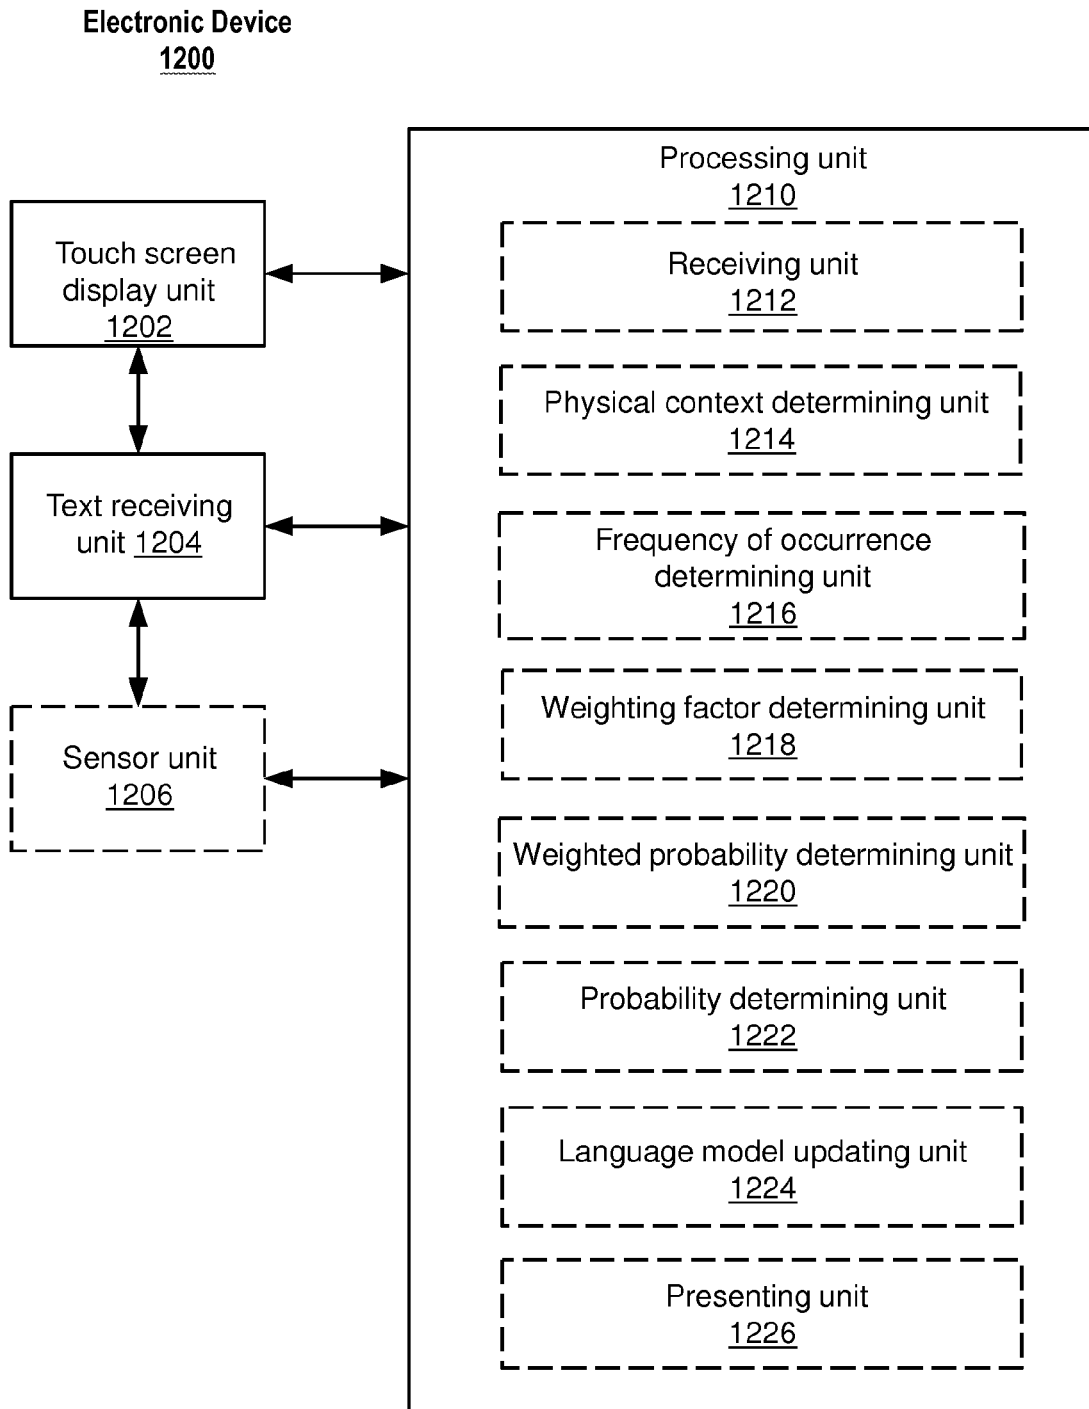 Electronic Device
1200
Processing unit
1210
Touch screen
display unit
1202
Text receiving
unit 1204
Sensor unit
1206
Receiving unit
1212
Physical context determining unit
1214
Frequency of occurrence
determining unit
1216
Weighting factor determining unit
1218
Weighted probability determining unit
1220
Probability determining unit
1222
Language model updating unit
1224
Presenting unit
1226